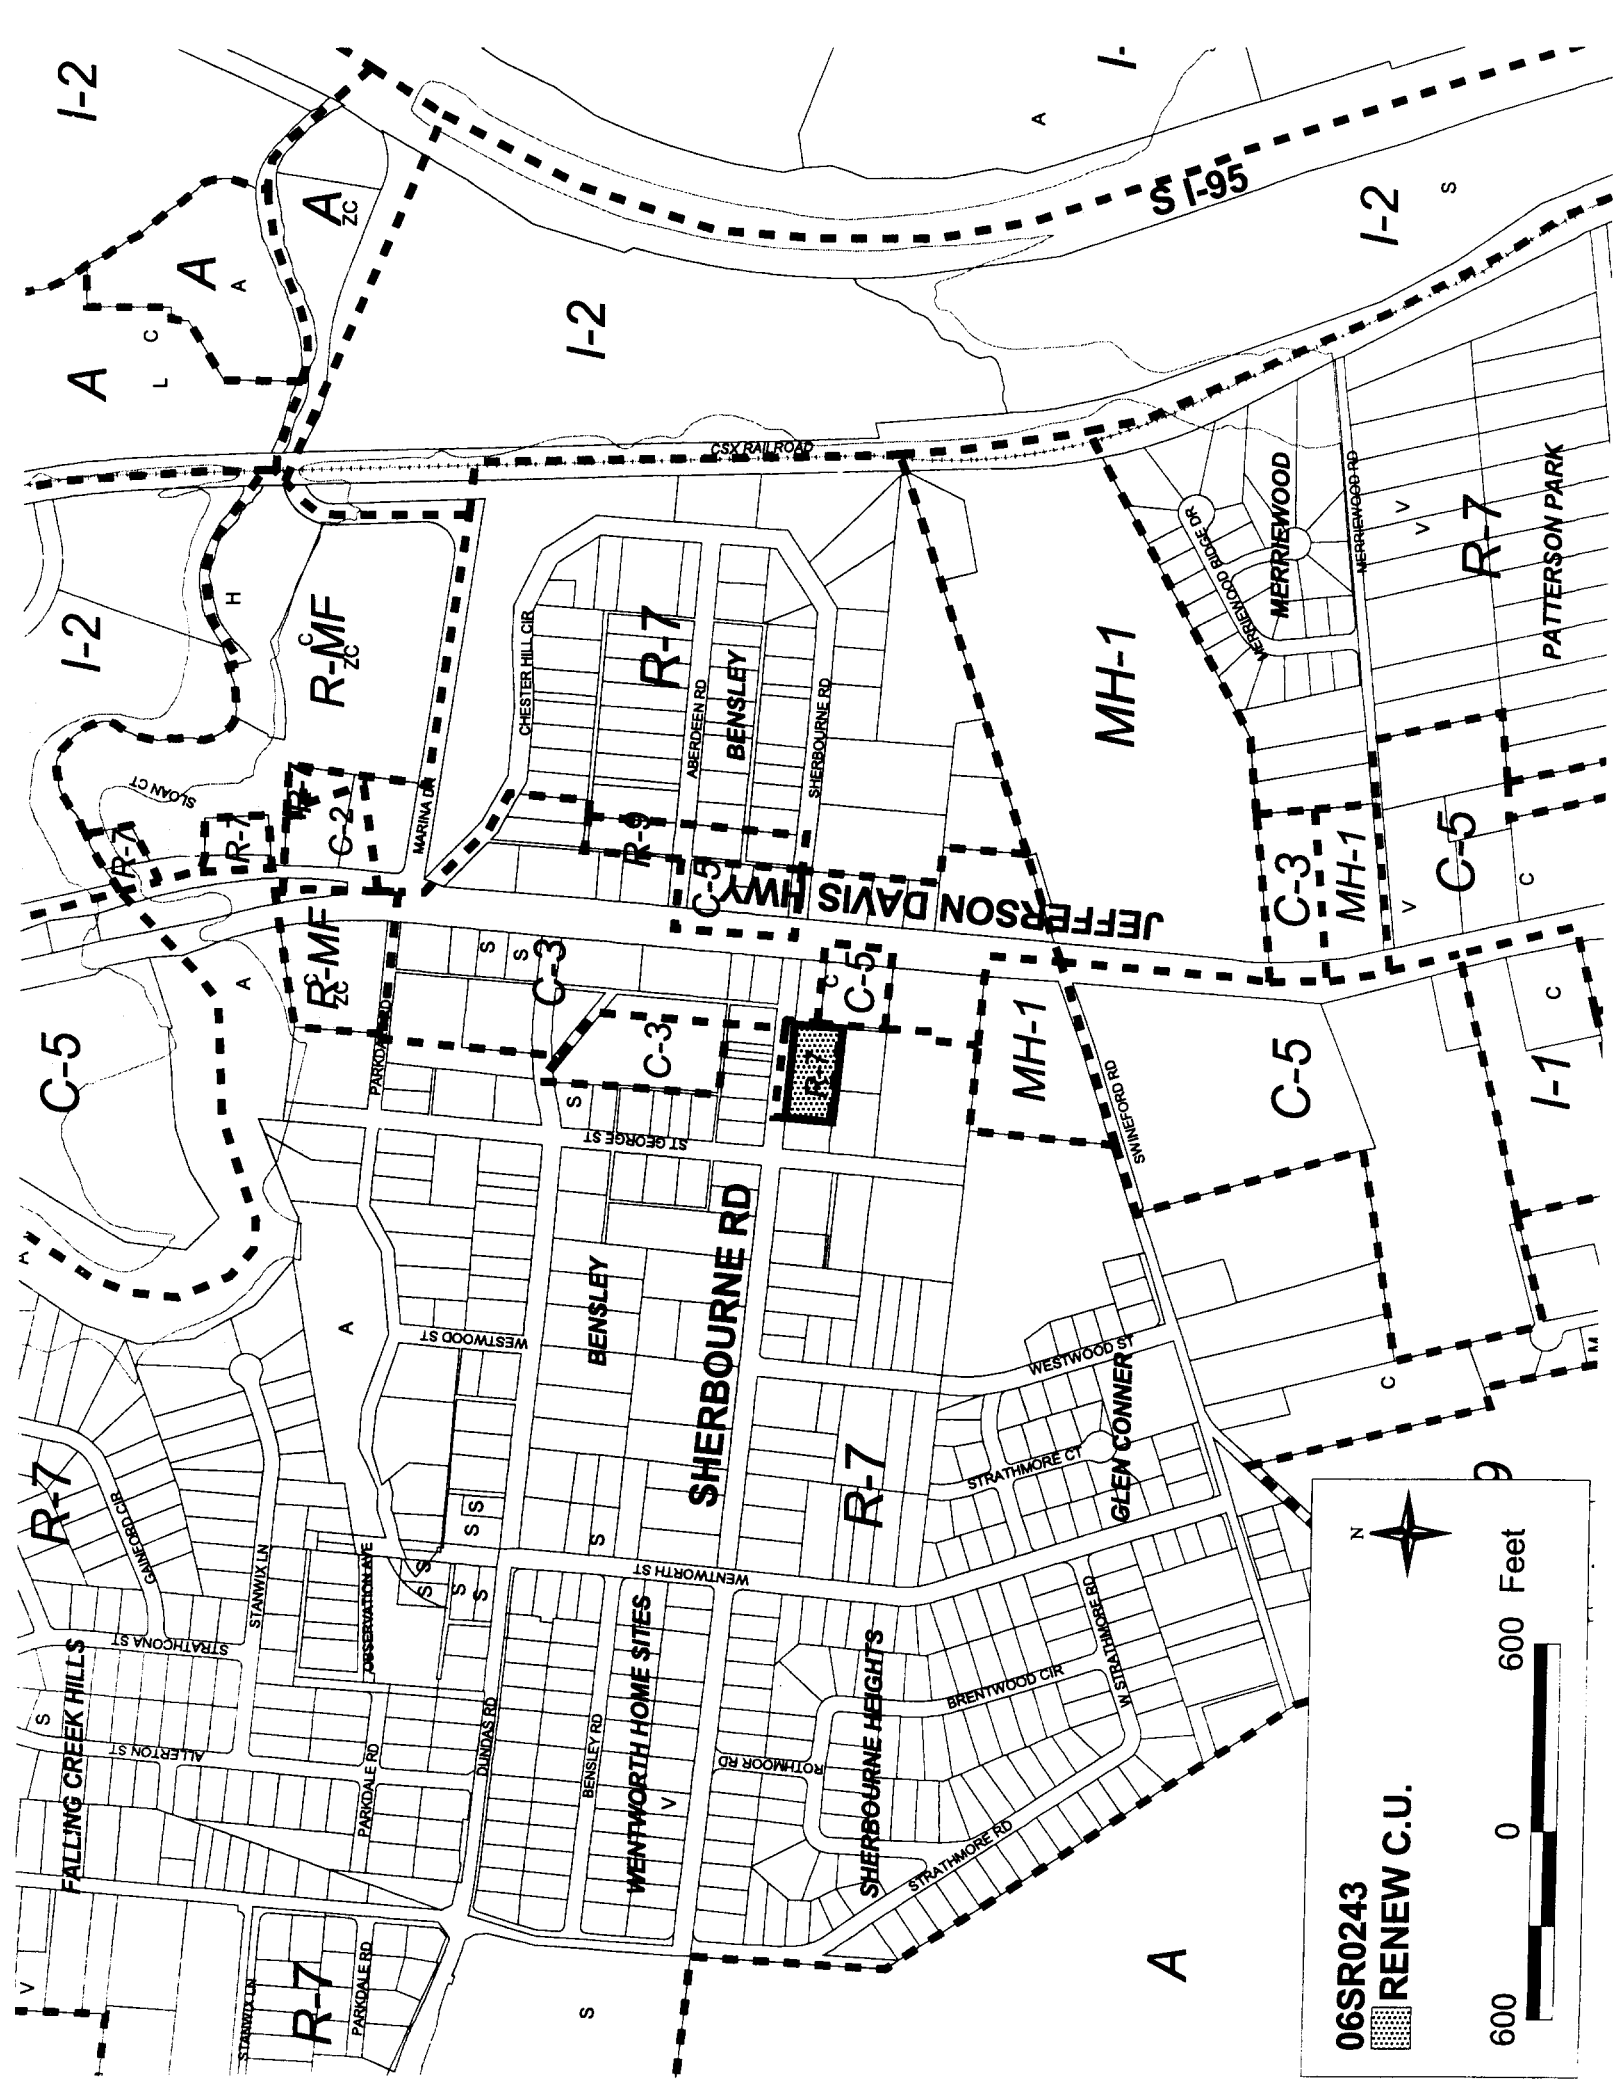 I-2
A
A
ZC
A
A
C
L
A
I-
S I-95
I-2
S
I-2
CSX RAILROAD
I-2
H
R-MF
C
ZC
SLOAN CT
R-7
R-7
R-7
C-2
MARINA DR
CHESTER HILL CIR
R-7
ABERDEEN RD
BENSLEY
SHERBOURNE RD
R-9
C-5
JEFFERSON DAVIS HWY
MH-1
MERRIEWOOD RIDGE DR
MERRIEWOOD
MERRIEWOOD RD
MERRIEWOOD
V
V
R-7
PATTERSON PARK
C-3
MH-1
C-5
V
C
C
I-1
C-5
A
R-MF
C
ZC
PARKDALE RD
S
S
C-3
C-3
S
C
C-5
R-7
MH-1
SWINEFORD RD
C-5
ST GEORGE ST
SHERBOURNE RD
BENSLEY
WESTWOOD ST
A
A
WESTWOOD ST
GLEN CONNER
STRATHMORE CT
C
M
9
R-7
R-7
GAINEFORD CIR
STANWIX LN
OBSERVATION AVE
S
S
S
S
S
S
S
WENTWORTH ST
STRATHCONA ST
FALLING CREEK HILLS
S
ALLERTON ST
PARKDALE RD
DUNDAS RD
BENSLEY RD
WENTWORTH HOME SITES
V
ROTHMOOR RD
SHERBOURNE HEIGHTS
BRENTWOOD CIR
W STRATHMORE RD
STRATHMORE RD
V
STANWIX LN
R-7
PARKDALE RD
S
A
06SR0243
RENEW C.U.
N
600 0 600 Feet